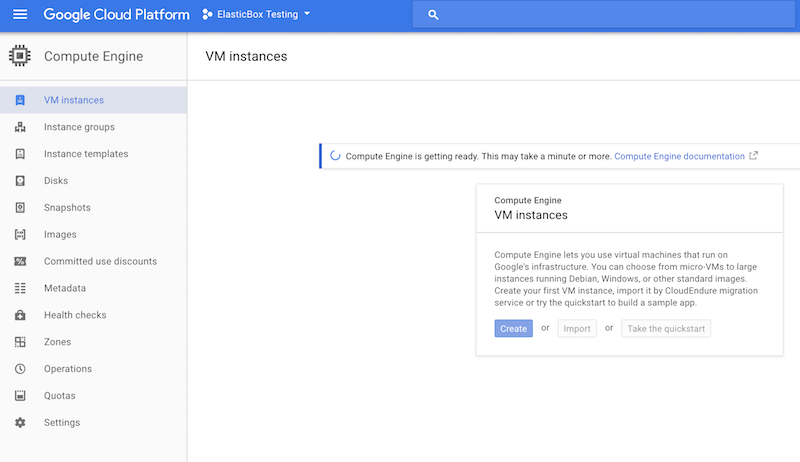 Google Cloud Platform
ElasticBox Testing
Compute Engine
VM instances
VM instances
Instance groups
Instance templates
Disks
Snapshots
Images
Committed use discounts
Metadata
Health checks
Zones
Operations
Quotas
Settings
Compute Engine is getting ready. This may take a minute or more. Compute Engine documentation
Compute Engine
VM instances
Compute Engine lets you use virtual machines that run on
Google's infrastructure. You can choose from micro-VMs to large
instances running Debian, Windows, or other standard images.
Create your first VM instance, import it by CloudEndure migration
service or try the quickstart to build a sample app.
Create or Import or Take the quickstart